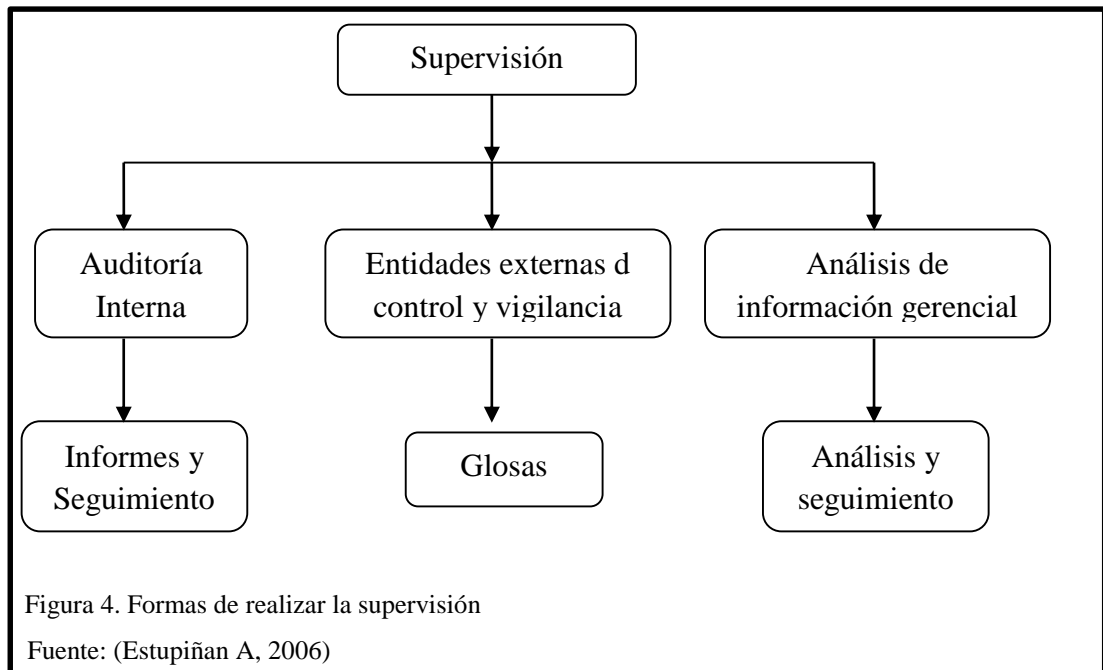 Supervisión
Auditoría
Interna
Entidades externas d
control y vigilancia
Análisis de
información gerencial
Informes y
Seguimiento
Glosas
Análisis y
seguimiento
Figura 4. Formas de realizar la supervisión
Fuente: (Estupiñan A, 2006)